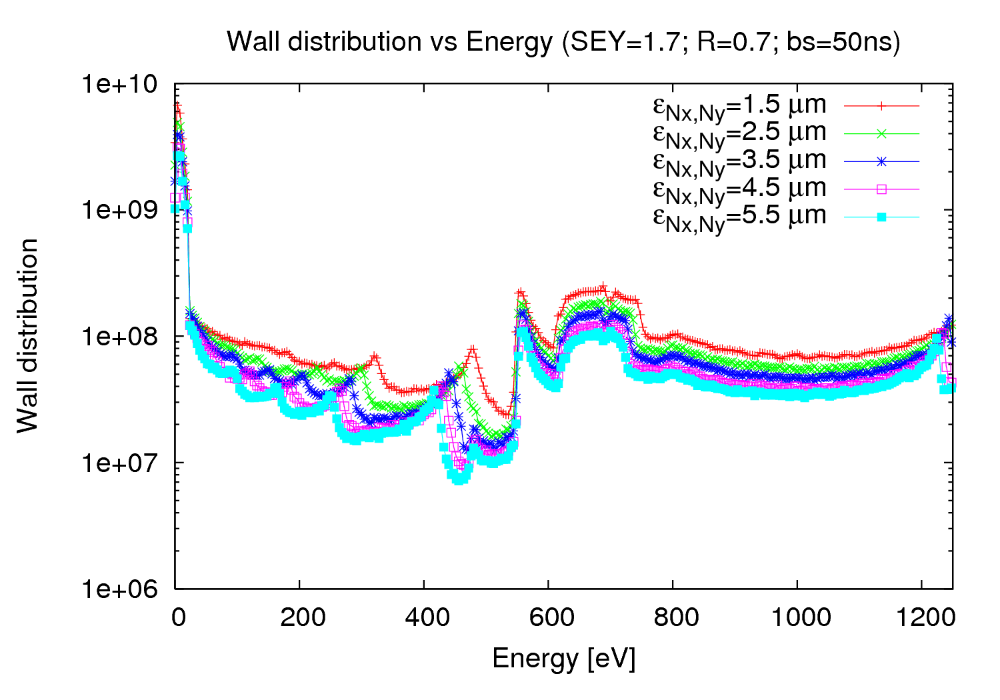 Wall distribution vs Energy (SEY=1.7; R=0.7; bs=50ns)
1e+10
1e+09
1e+08
1e+07
1e+06
Wall distribution
εNx,Ny=1.5 μm
εNx,Ny=2.5 μm
εNx,Ny=3.5 μm
εNx,Ny=4.5 μm
εNx,Ny=5.5 μm
0 200 400 600 800 1000 1200
Energy [eV]